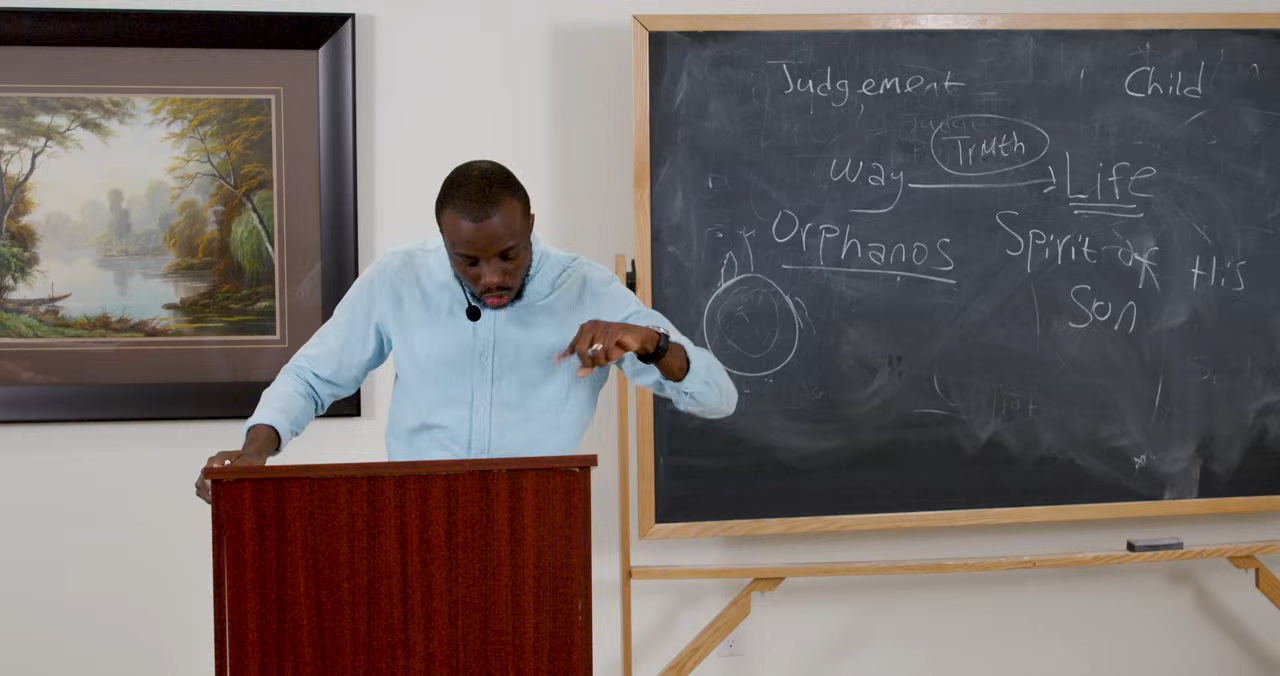 Judgement Child
Truth
Way Life
Orphanos Spirit of His
Son